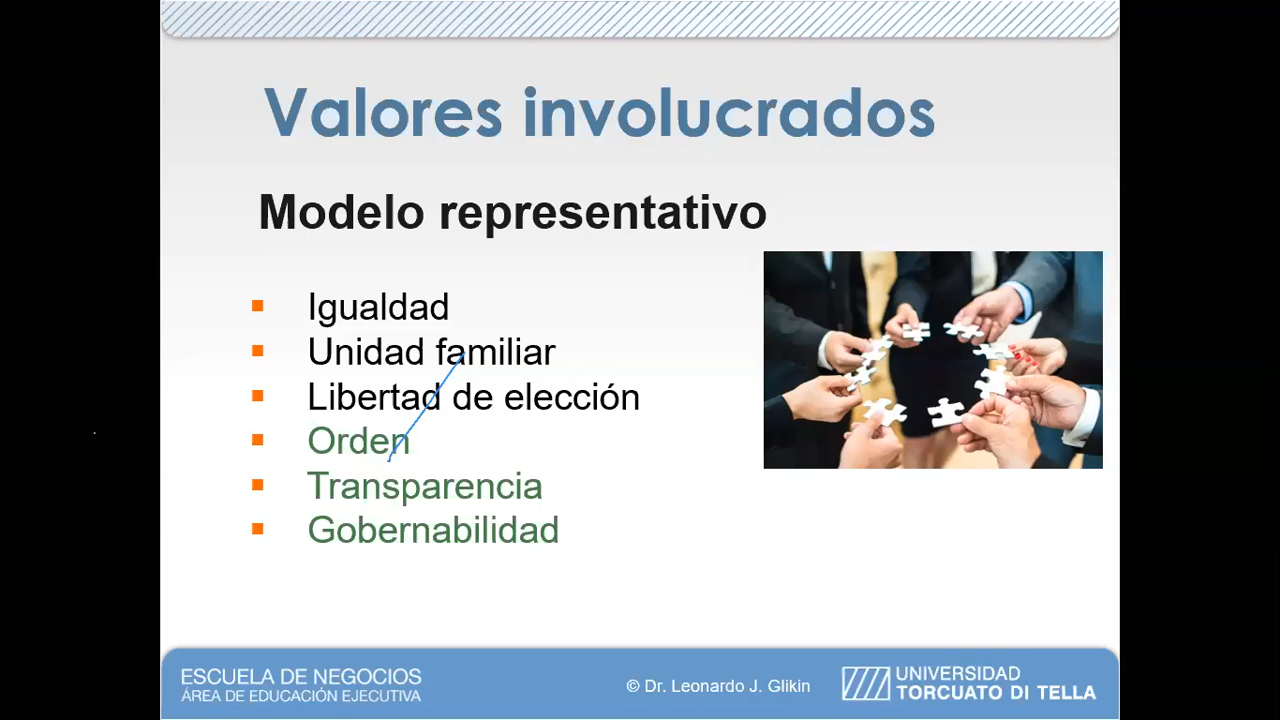 Valores involucrados
Modelo representativo
Igualdad
Unidad familiar
Libertad de elección
Orden
Transparencia
Gobernabilidad
ESCUELA DE NEGOCIOS
ÁREA DE EDUCACIÓN EJECUTIVA
© Dr. Leonardo J. Glikin
UNIVERSIDAD
TORCUATO DI TELLA